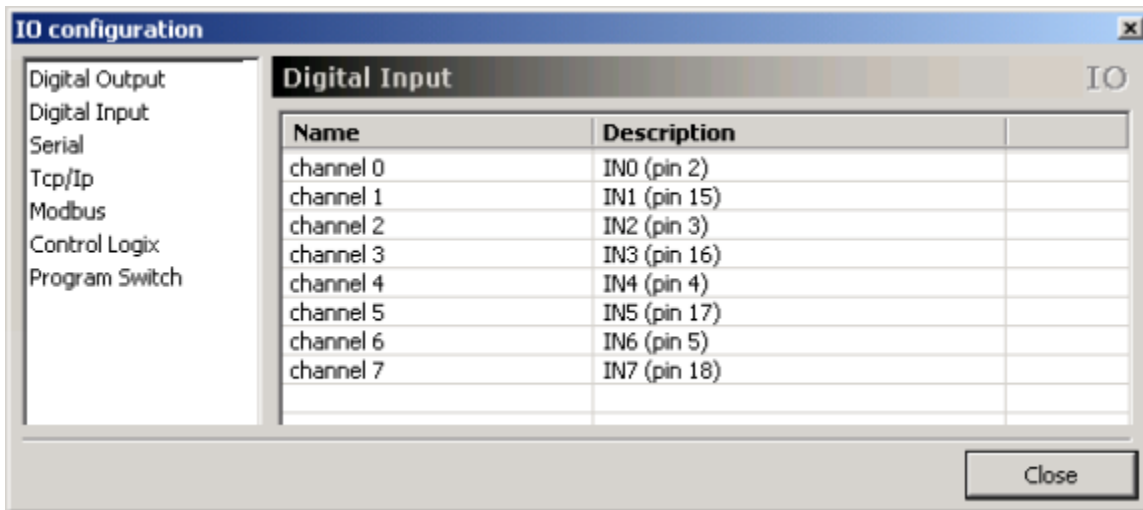 IO configuration
Digital Output
Digital Input
Serial
Tcp/Ip
Modbus
Control Logix
Program Switch
Digital Input IO
Name Description
channel 0 IN0 (pin 2)
channel 1 IN1 (pin 15)
channel 2 IN2 (pin 3)
channel 3 IN3 (pin 16)
channel 4 IN4 (pin 4)
channel 5 IN5 (pin 17)
channel 6 IN6 (pin 5)
channel 7 IN7 (pin 18)
Close